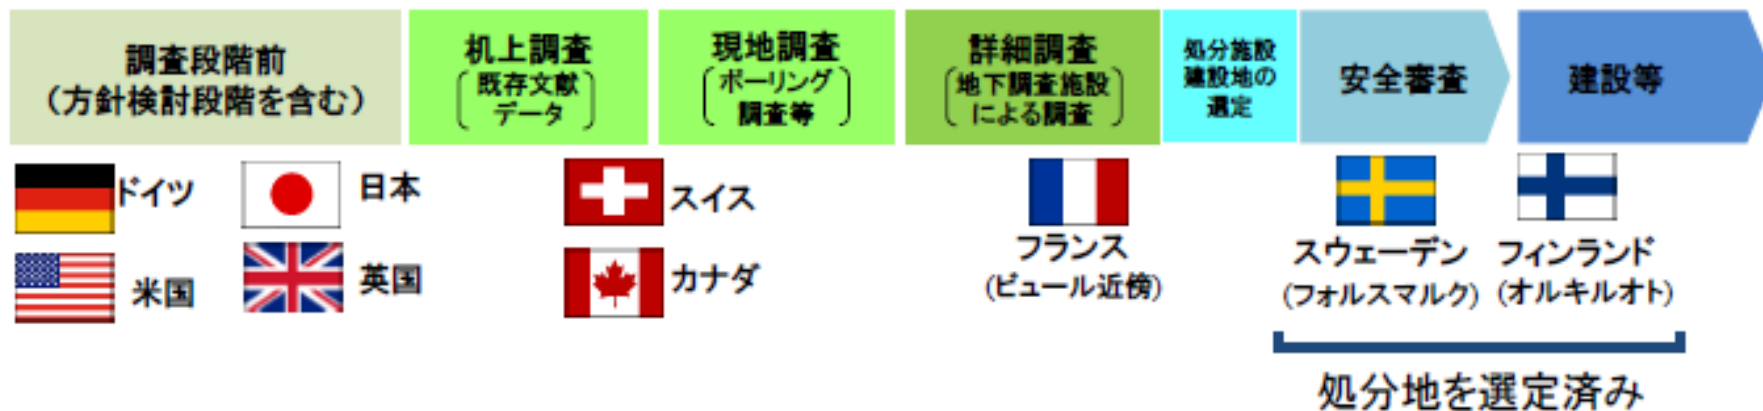 調査段階前
（方針検討段階を含む）
机上調査
既存文献
データ
現地調査
ボーリング
調査等
詳細調査
地下調査施設
による調査
処分施設
建設地の
選定
安全審査
建設等
ドイツ
日本
スイス
米国
英国
カナダ
フランス
(ビュール近傍)
スウェーデン
(フォルスマルク)
フィンランド
(オルキルオト)
処分地を選定済み